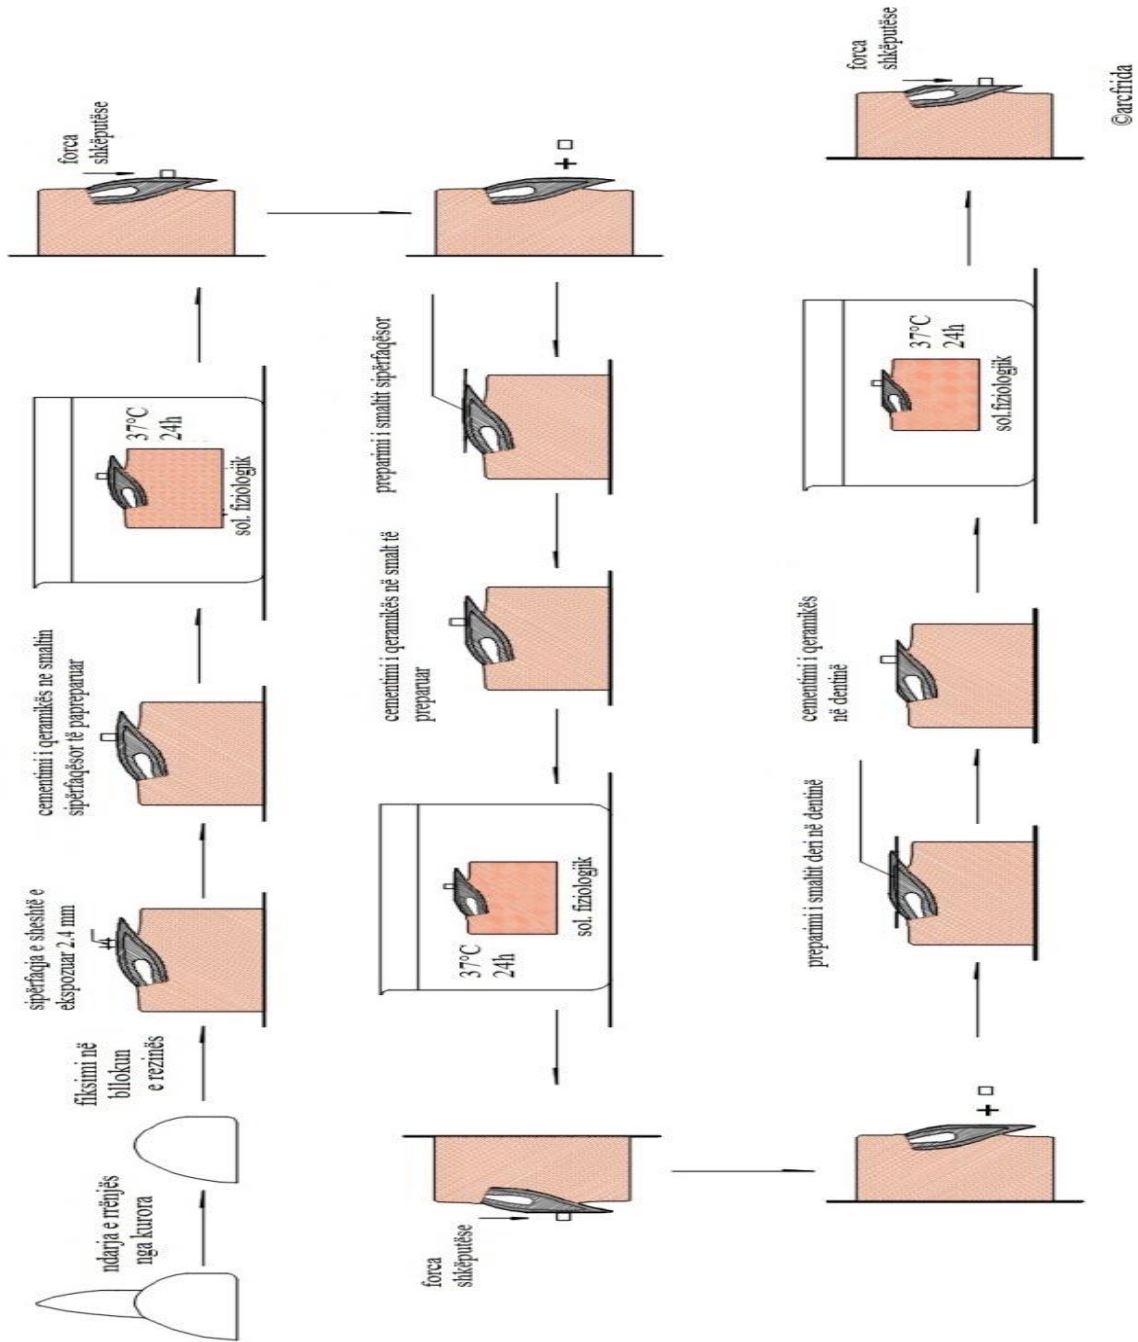 ndarja e rrënjës
nga kurora
fiksimi në
bllokun
e rezinës
sipërfaqja e sheshtë e
ekspozuar 2.4 mm
cementimi i qeramikës ne smaltin
sipërfaqësor të papreparuar
37°C
24h
sol. fiziologjik
forca
shkëputëse
preparimi i smaltit sipërfaqësor
cementimi i qeramikës në smalt të
preparuar
37°C
24h
sol. fiziologjik
forca
shkëputëse
preparimi i smaltit deri në dentinë
cementimi i qeramikës
në dentinë
37°C
24h
sol.fiziologjik
forca
shkëputëse
©arcfrida